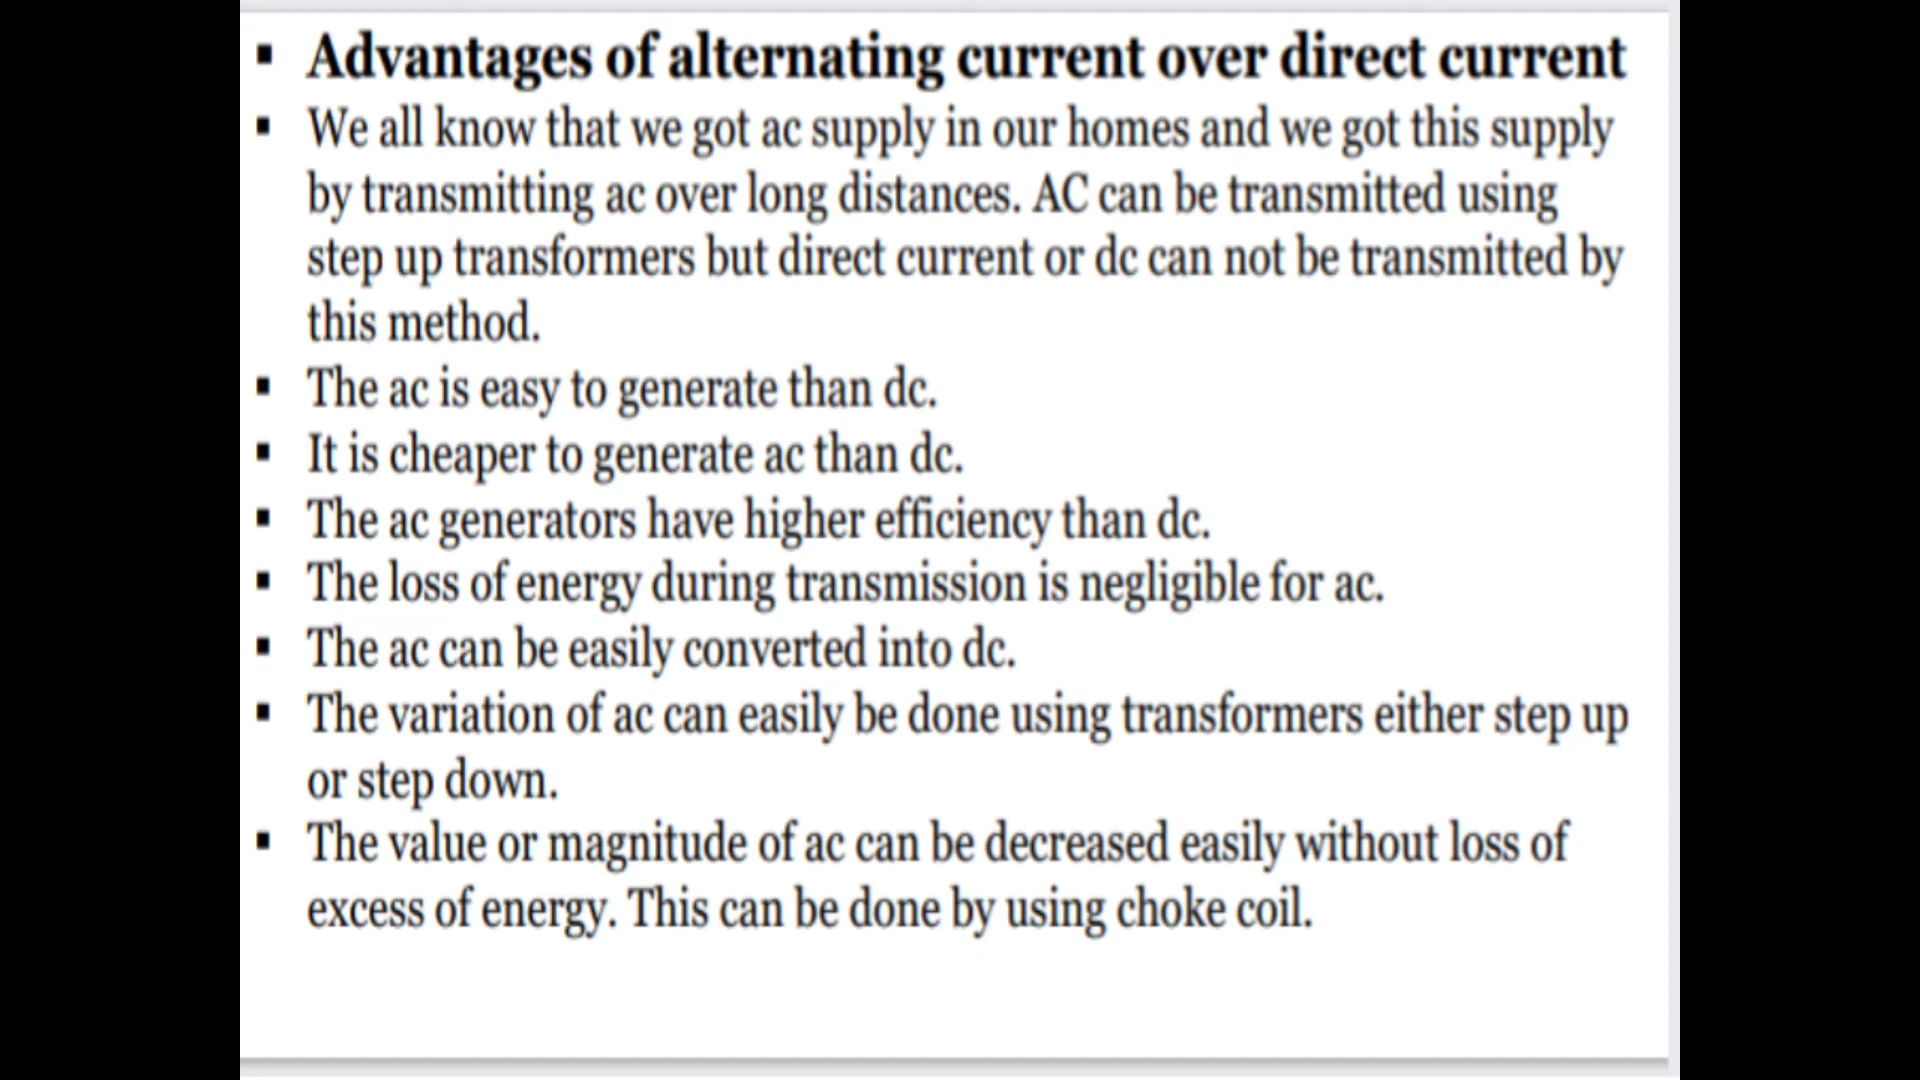 ▪ Advantages of alternating current over direct current
▪ We all know that we got ac supply in our homes and we got this supply
by transmitting ac over long distances. AC can be transmitted using
step up transformers but direct current or dc can not be transmitted by
this method.
▪ The ac is easy to generate than dc.
▪ It is cheaper to generate ac than dc.
▪ The ac generators have higher efficiency than dc.
▪ The loss of energy during transmission is negligible for ac.
▪ The ac can be easily converted into dc.
▪ The variation of ac can easily be done using transformers either step up
or step down.
▪ The value or magnitude of ac can be decreased easily without loss of
excess of energy. This can be done by using choke coil.